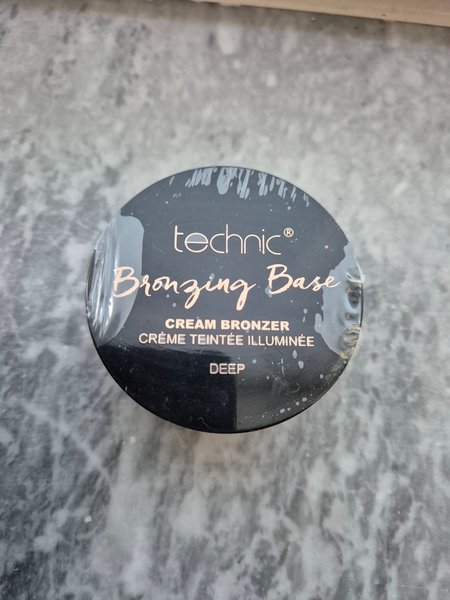 technic®
Bronzing Base
CREAM BRONZER
CRÈME TEINTÉE ILLUMINÉE
DEEP